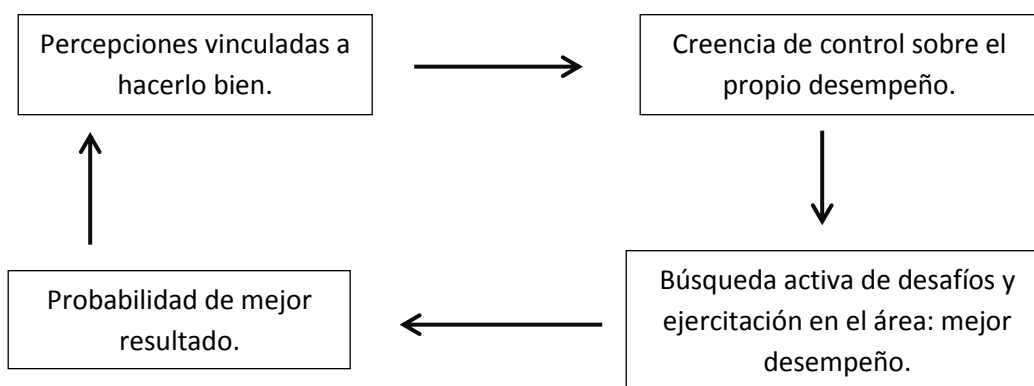 Percepciones vinculadas a
hacerlo bien.
Creencia de control sobre el
propio desempeño.
Búsqueda activa de desafíos y
ejercitación en el área: mejor
desempeño.
Probabilidad de mejor
resultado.